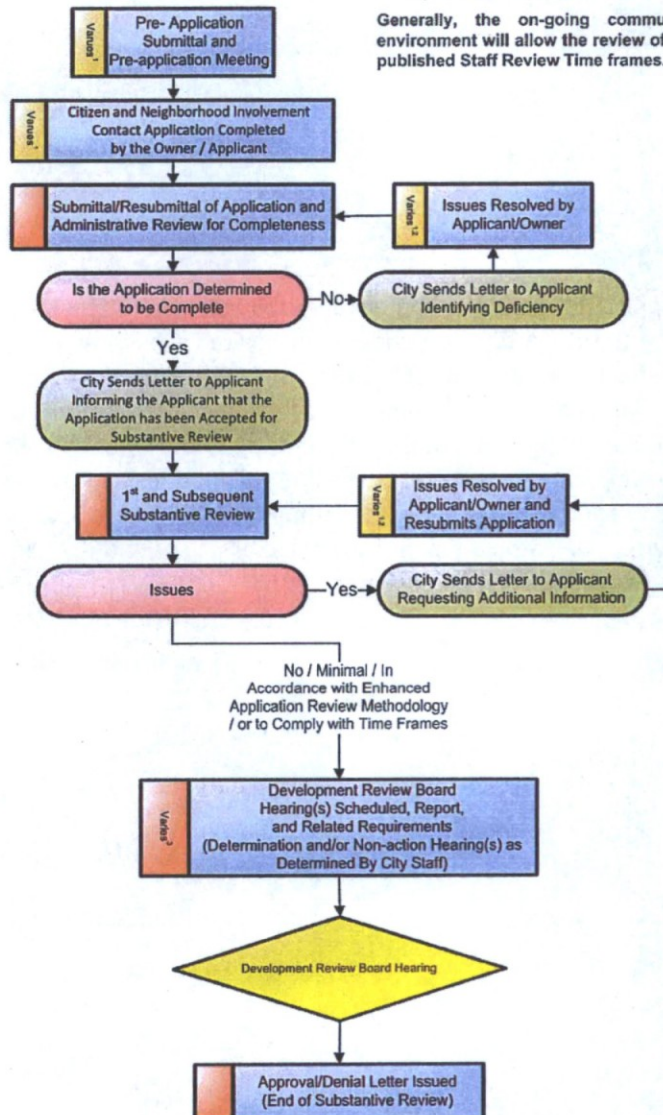 Pre- Application
Submittal and
Pre-application Meeting
Varues¹
Generally, the on-going commu
environment will allow the review of
published Staff Review Time frames.
Citizen and Neighborhood Involvement
Contact Application Completed
by the Owner / Applicant
Varues¹
Submittal/Resubmittal of Application and
Administrative Review for Completeness
Varios¹,²
Issues Resolved by
Applicant/Owner
Is the Application Determined
to be Complete
No
City Sends Letter to Applicant
Identifying Deficiency
Yes
City Sends Letter to Applicant
Informing the Applicant that the
Application has been Accepted for
Substantive Review
1st and Subsequent
Substantive Review
Varios¹,²
Issues Resolved by
Applicant/Owner and
Resubmits Application
Issues
Yes
City Sends Letter to Applicant
Requesting Additional Information
No / Minimal / In
Accordance with Enhanced
Application Review Methodology
/ or to Comply with Time Frames
Varios³
Development Review Board
Hearing(s) Scheduled, Report,
and Related Requirements
(Determination and/or Non-action Hearing(s) as
Determined By City Staff)
Development Review Board Hearing
Approval/Denial Letter Issued
(End of Substantive Review)